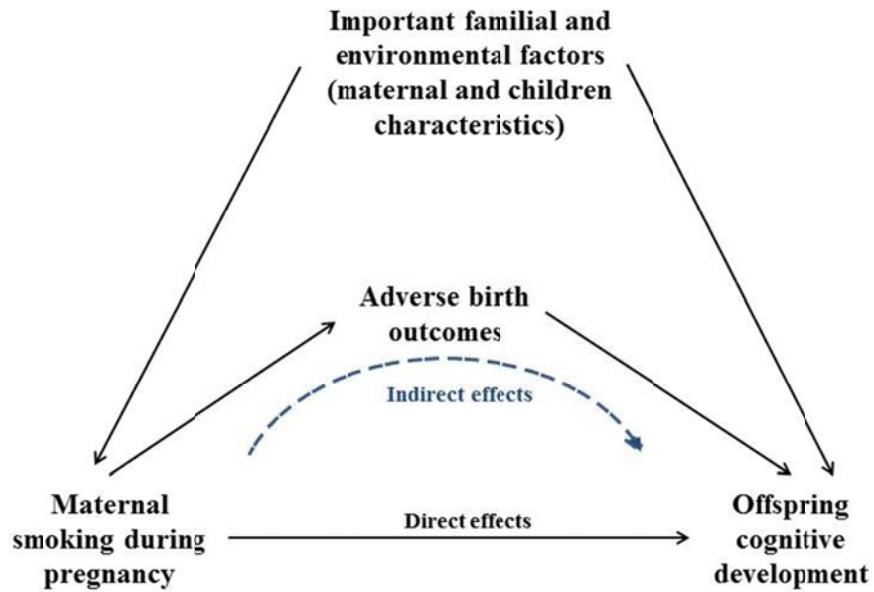 Important familial and
environmental factors
(maternal and children
characteristics)
Adverse birth
outcomes
Indirect effects
Maternal
smoking during
pregnancy
Direct effects
Offspring
cognitive
development